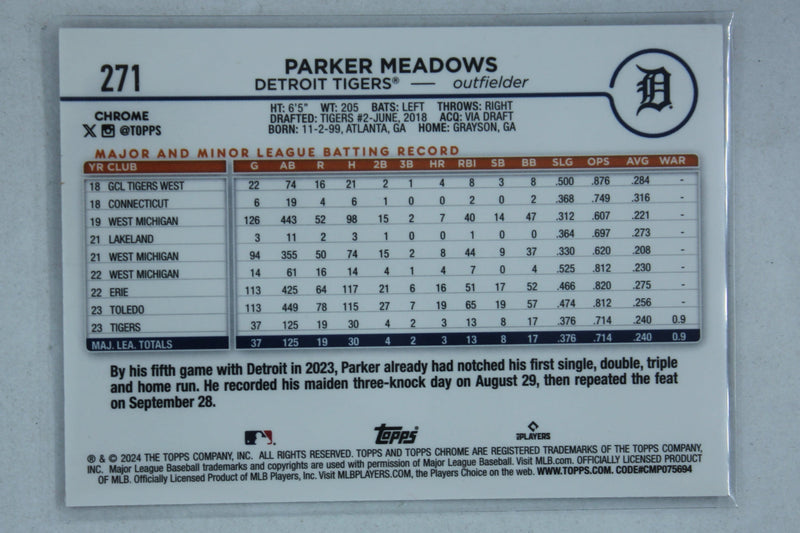 271
PARKER MEADOWS
DETROIT TIGERS® — outfielder
D
CHROME
X @TOPPS
HT: 6'5" WT: 205 BATS: LEFT THROWS: RIGHT
DRAFTED: TIGERS #2-JUNE, 2018 ACQ: VIA DRAFT
BORN: 11-2-99, ATLANTA, GA HOME: GRAYSON, GA
MAJOR AND MINOR LEAGUE BATTING RECORD
YR CLUB G AB R H 2B 3B HR RBI SB BB SLG OPS AVG WAR
18 GCL TIGERS WEST 22 74 16 21 2 1 4 8 3 8 .500 .876 .284 -
18 CONNECTICUT 6 19 4 6 1 0 0 2 0 2 .368 .749 .316 -
19 WEST MICHIGAN 126 443 52 98 15 2 7 40 14 47 .312 .607 .221 -
21 LAKELAND 3 11 2 3 1 0 0 1 0 0 .364 .697 .273 -
21 WEST MICHIGAN 94 355 50 74 15 2 8 44 9 37 .330 .620 .208 -
22 WEST MICHIGAN 14 61 16 14 4 1 4 7 0 4 .525 .812 .230 -
22 ERIE 113 425 64 117 21 6 16 51 17 52 .466 .820 .275 -
23 TOLEDO 113 449 78 115 27 7 19 65 19 57 .474 .812 .256 -
23 TIGERS 37 125 19 30 4 2 3 13 8 17 .376 .714 .240 0.9
MAJ. LEA. TOTALS 37 125 19 30 4 2 3 13 8 17 .376 .714 .240 0.9
By his fifth game with Detroit in 2023, Parker already had notched his first single, double, triple
and home run. He recorded his maiden three-knock day on August 29, then repeated the feat
on September 28.
Topps
PLAYERS
® & © 2024 THE TOPPS COMPANY, INC. ALL RIGHTS RESERVED. TOPPS AND TOPPS CHROME ARE REGISTERED TRADEMARKS OF THE TOPPS COMPANY,
INC. Major League Baseball trademarks and copyrights are used with permission of Major League Baseball. Visit MLB.com. OFFICIALLY LICENSED PRODUCT
OF MLB. Officially Licensed Product of MLB Players, Inc. Visit MLBPLAYERS.COM, the Players Choice on the web. WWW.TOPPS.COM. CODE#CMP075694